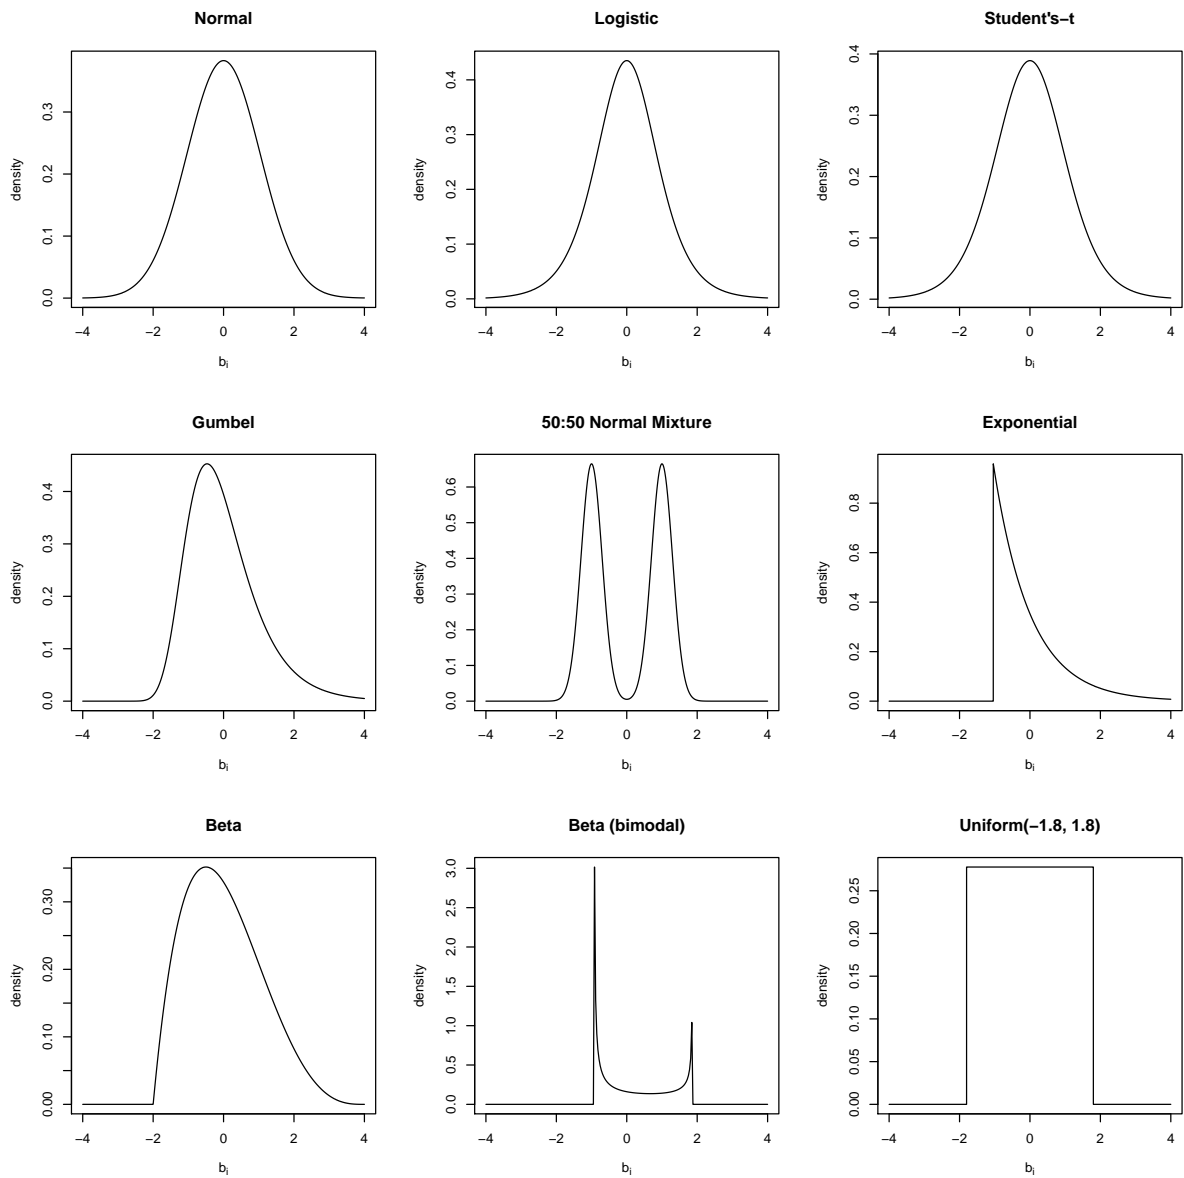 Normal
Logistic
Student's−t
density
0.0 0.1 0.2 0.3
−4 −2 0 2 4
bi
density
0.0 0.1 0.2 0.3 0.4
−4 −2 0 2 4
bi
density
0.0 0.1 0.2 0.3 0.4
−4 −2 0 2 4
bi
Gumbel
50:50 Normal Mixture
Exponential
density
0.0 0.1 0.2 0.3 0.4
−4 −2 0 2 4
bi
density
0.0 0.1 0.2 0.3 0.4 0.5 0.6
−4 −2 0 2 4
bi
density
0.0 0.2 0.4 0.6 0.8
−4 −2 0 2 4
bi
Beta
Beta (bimodal)
Uniform(−1.8, 1.8)
density
0.00 0.10 0.20 0.30
−4 −2 0 2 4
bi
density
0.0 0.5 1.0 1.5 2.0 2.5 3.0
−4 −2 0 2 4
bi
density
0.00 0.05 0.10 0.15 0.20 0.25
−4 −2 0 2 4
bi